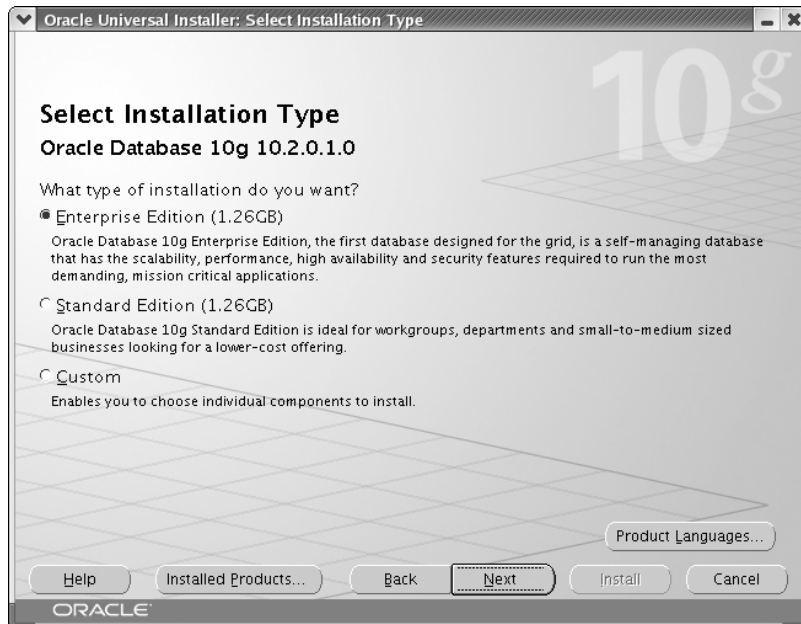 Oracle Universal Installer: Select Installation Type
10g
Select Installation Type
Oracle Database 10g 10.2.0.1.0
What type of installation do you want?
Enterprise Edition (1.26GB)
Oracle Database 10g Enterprise Edition, the first database designed for the grid, is a self-managing database
that has the scalability, performance, high availability and security features required to run the most
demanding, mission critical applications.
Standard Edition (1.26GB)
Oracle Database 10g Standard Edition is ideal for workgroups, departments and small-to-medium sized
businesses looking for a lower-cost offering.
Custom
Enables you to choose individual components to install.
Product Languages...
Help Installed Products... Back Next Install Cancel
ORACLE